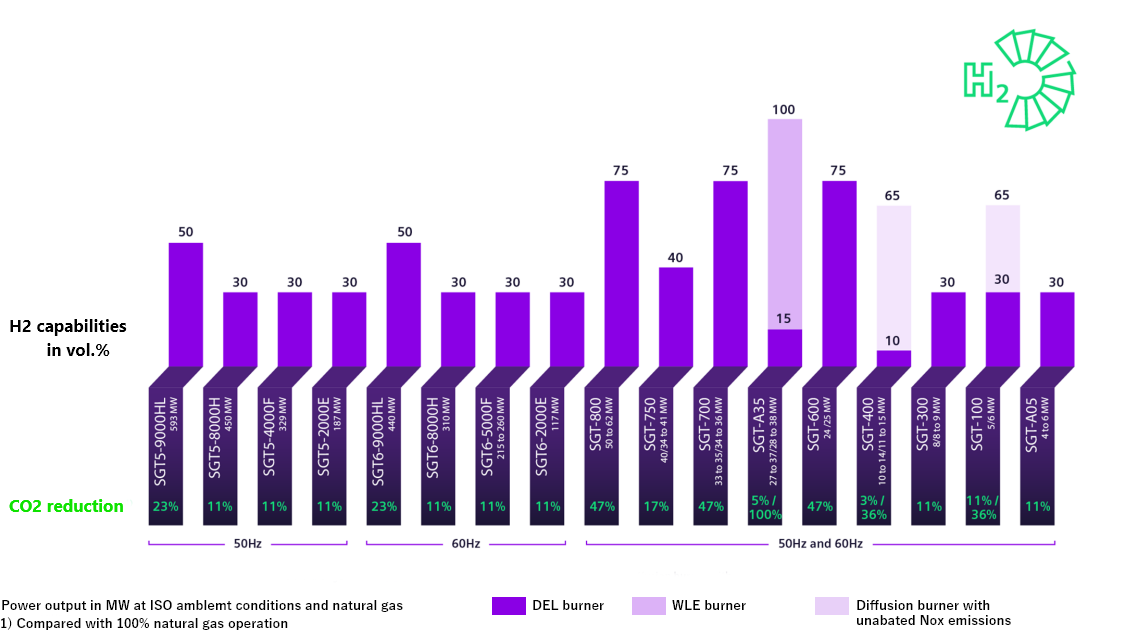 H2
100
75
75
75
65
65
50
50
40
30
30
30
30
30
30
30
30
30
15
10
H2 capabilities
in vol.%
SGT5-9000HL
593 MW
SGT5-8000H
450 MW
SGT5-4000F
329 MW
SGT5-2000E
187 MW
SGT6-9000HL
440 MW
SGT6-8000H
310 MW
SGT6-5000F
215 to 260 MW
SGT6-2000E
117 MW
SGT-800
50 to 62 MW
SGT-750
40/34 to 41 MW
SGT-700
33 to 35/34 to 36 MW
SGT-A35
27 to 37/28 to 38 MW
SGT-600
24 /25 MW
SGT-400
10 to 14/11 to 15 MW
SGT-300
8/8 to 9 MW
SGT-100
5/6 MW
SGT-A05
4 to 6 MW
CO2 reduction
23%
11%
11%
11%
23%
11%
11%
11%
47%
17%
47%
5% /
100%
47%
3% /
36%
11%
11% /
36%
11%
50Hz
60Hz
50Hz and 60Hz
Power output in MW at ISO amblemt conditions and natural gas
1) Compared with 100% natural gas operation
DEL burner
WLE burner
Diffusion burner with
unabated Nox emissions